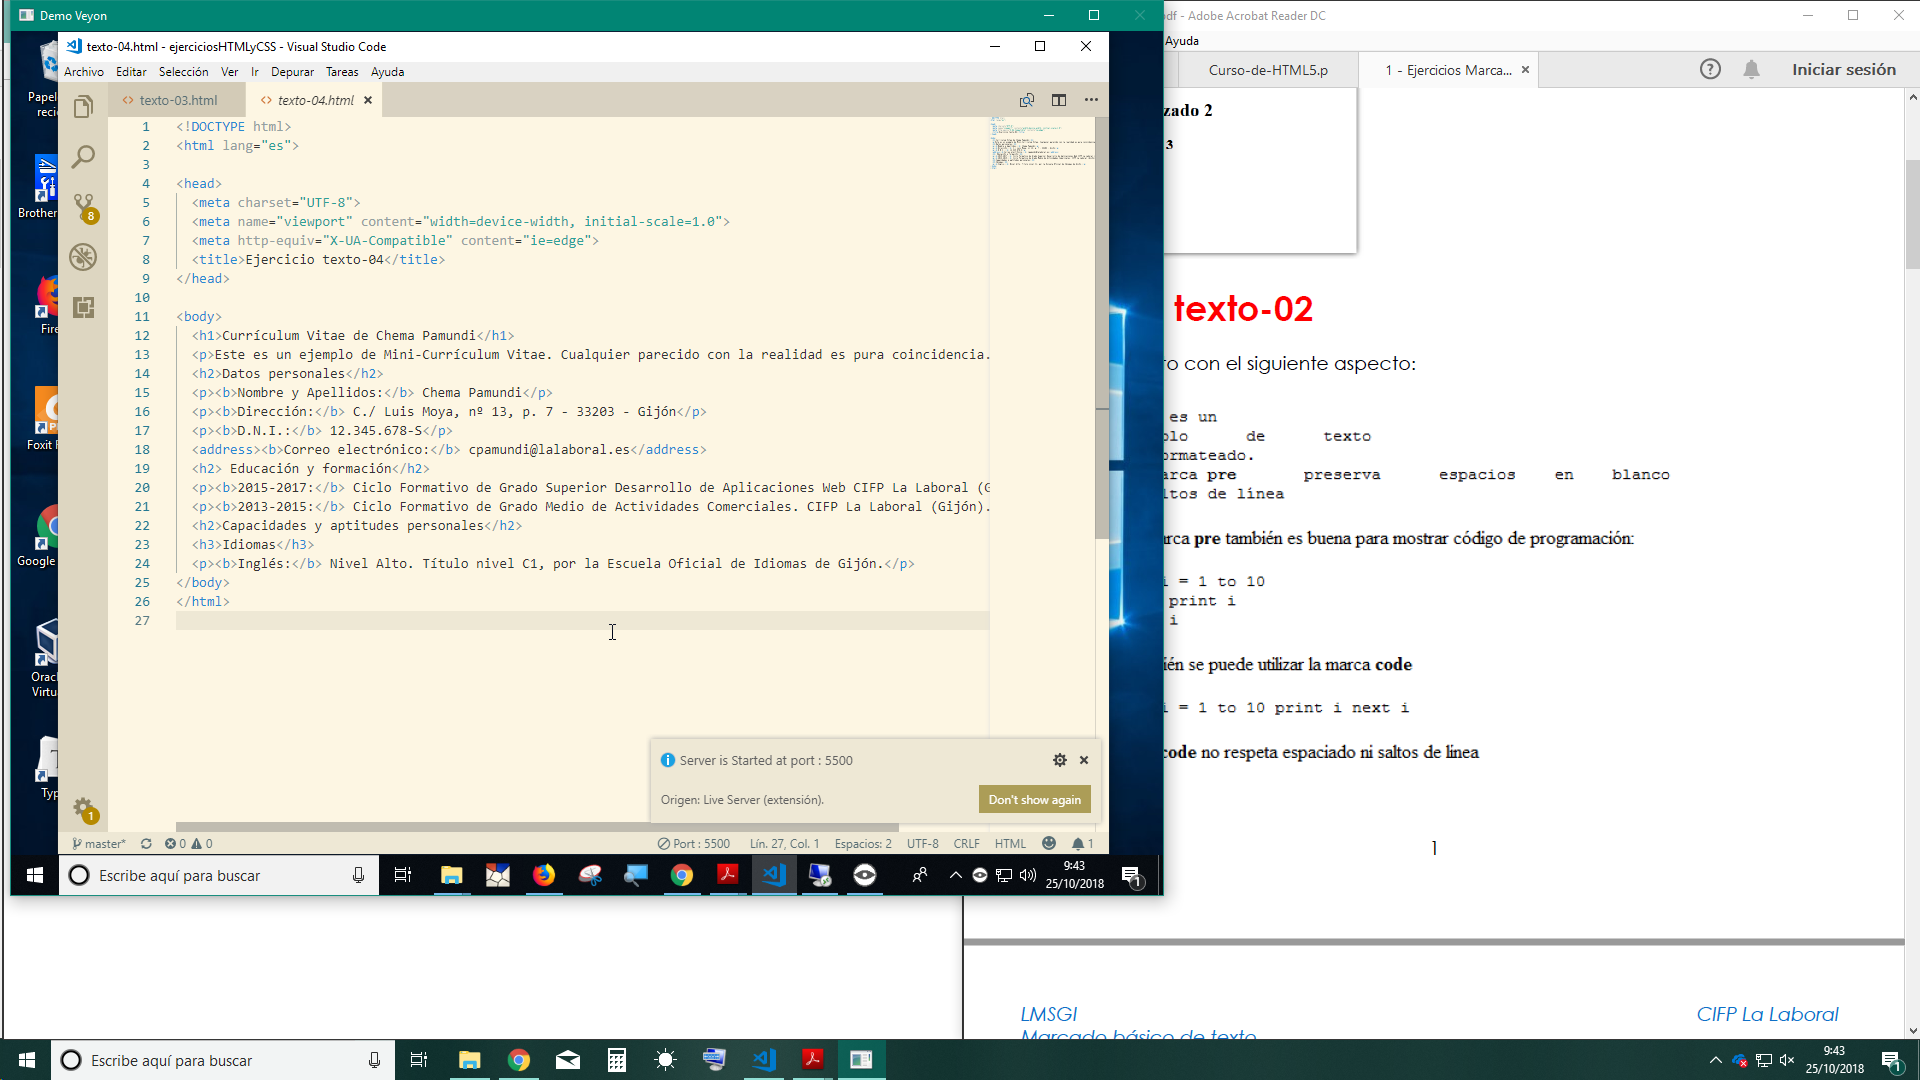 Demo Veyon
texto-04.html - ejerciciosHTMLyCSS - Visual Studio Code
Archivo Editar Selección Ver Ir Depurar Tareas Ayuda
texto-03.html
texto-04.html
1 <!DOCTYPE html>
2 <html lang="es">
3
4 <head>
5 <meta charset="UTF-8">
6 <meta name="viewport" content="width=device-width, initial-scale=1.0">
7 <meta http-equiv="X-UA-Compatible" content="ie=edge">
8 <title>Ejercicio texto-04</title>
9 </head>
10
11 <body>
12 <h1>Currículum Vitae de Chema Pamundi</h1>
13 <p>Este es un ejemplo de Mini-Currículum Vitae. Cualquier parecido con la realidad es pura coincidencia.
14 <h2>Datos personales</h2>
15 <p><b>Nombre y Apellidos:</b> Chema Pamundi</p>
16 <p><b>Dirección:</b> C./ Luis Moya, nº 13, p. 7 - 33203 - Gijón</p>
17 <p><b>D.N.I.:</b> 12.345.678-S</p>
18 <address><b>Correo electrónico:</b> cpamundi@lalaboral.es</address>
19 <h2> Educación y formación</h2>
20 <p><b>2015-2017:</b> Ciclo Formativo de Grado Superior Desarrollo de Aplicaciones Web CIFP La Laboral (G
21 <p><b>2013-2015:</b> Ciclo Formativo de Grado Medio de Actividades Comerciales. CIFP La Laboral (Gijón).
22 <h2>Capacidades y aptitudes personales</h2>
23 <h3>Idiomas</h3>
24 <p><b>Inglés:</b> Nivel Alto. Título nivel C1, por la Escuela Oficial de Idiomas de Gijón.</p>
25 </body>
26 </html>
27
8
1
Server is Started at port : 5500
Origen: Live Server (extensión).
Don't show again
master* 0 0 Port : 5500 Lín. 27, Col. 1 Espacios: 2 UTF-8 CRLF HTML 1
Papel
reci
Brother
Fire
Foxit
Google
Orac
Virtu
Typ
Escribe aquí para buscar
9:43
25/10/2018
1
df - Adobe Acrobat Reader DC
Ayuda
Curso-de-HTML5.p
1 - Ejercicios Marca...
Iniciar sesión
zado 2
3
texto-02
o con el siguiente aspecto:
es un
plo de texto
ormateado.
arca pre preserva espacios en blanco
ltos de línea
arca pre también es buena para mostrar código de programación:
i = 1 to 10
print i
i
ién se puede utilizar la marca code
i = 1 to 10 print i next i
code no respeta espaciado ni saltos de línea
1
LMSGI
CIFP La Laboral
Marcado básico de texto
Escribe aquí para buscar
9:43
25/10/2018
1